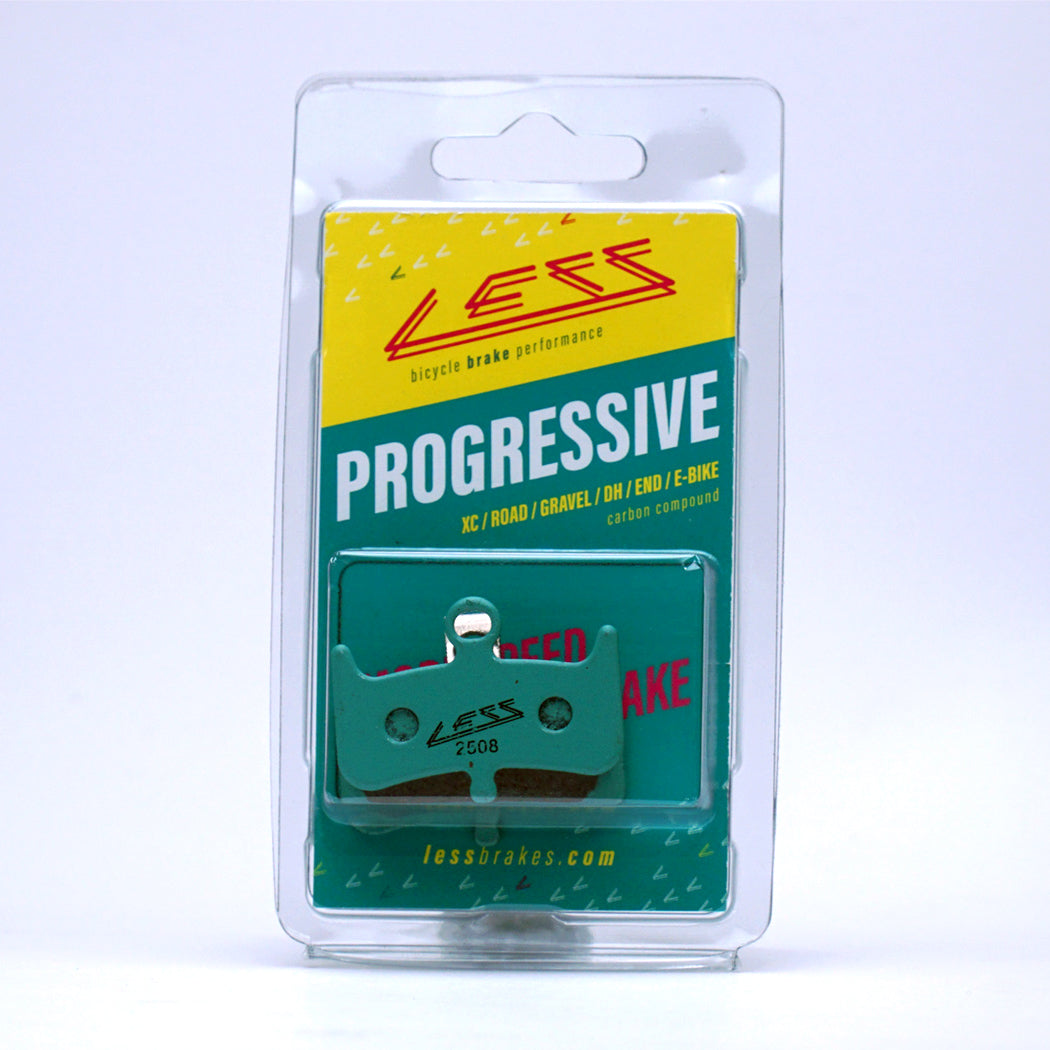 LESS
bicycle brake performance
PROGRESSIVE
XC / ROAD / GRAVEL / DH / END / E-BIKE
carbon compound
LESS
2508
lessbrakes.com